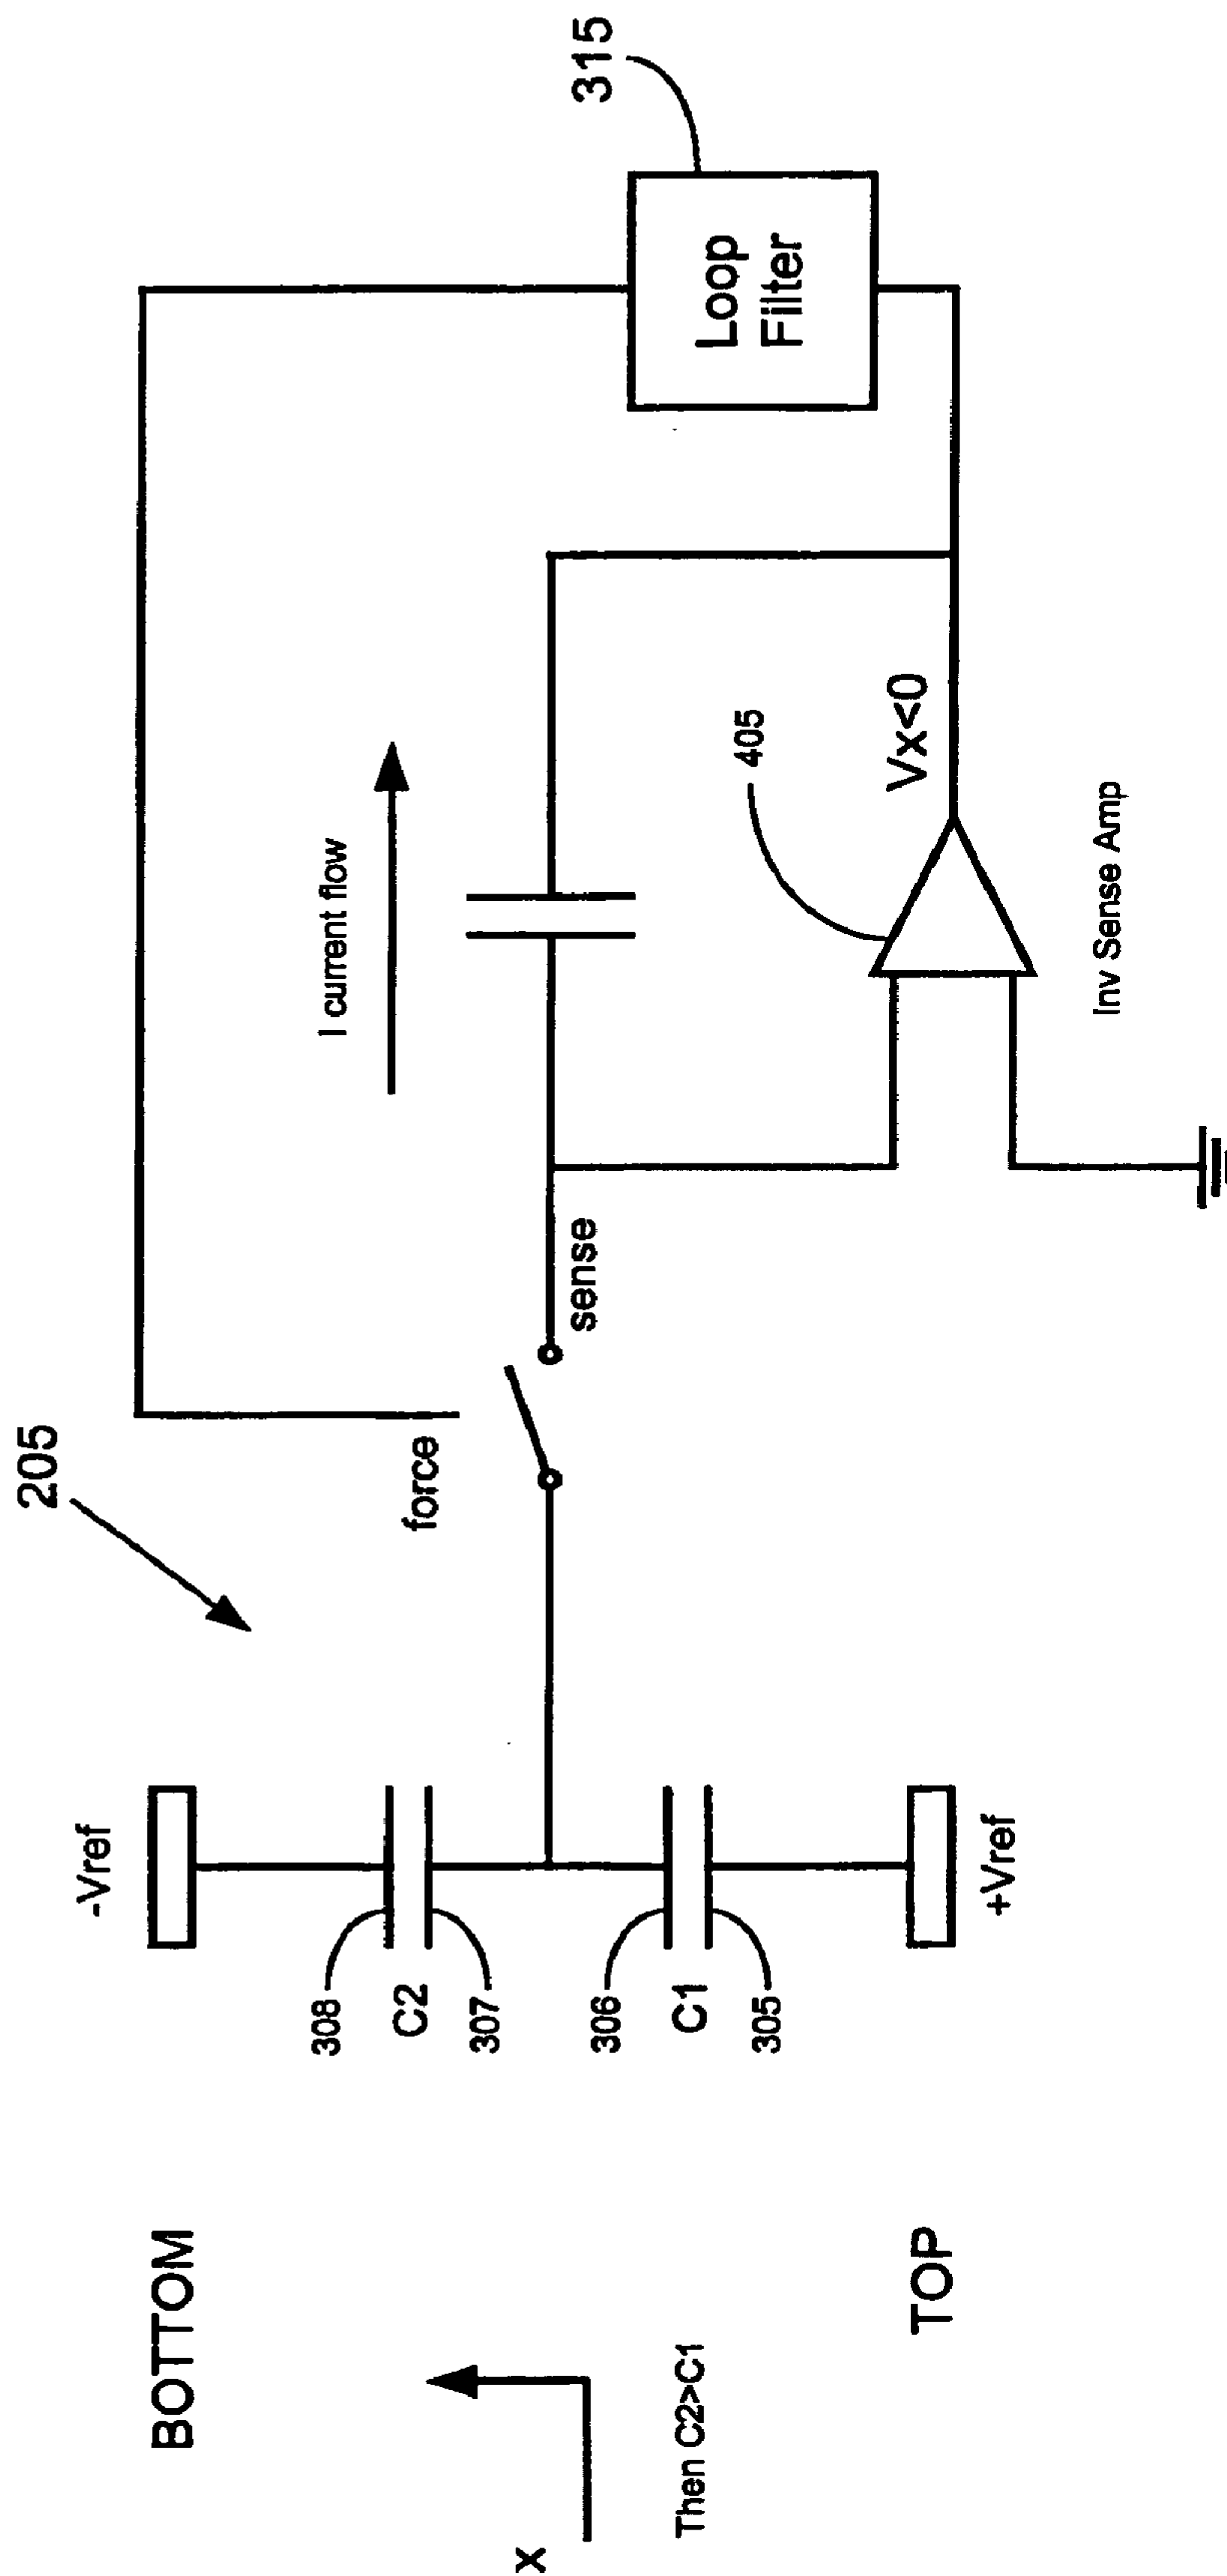 205
315
BOTTOM
-Vref
308
C2
307
306
C1
305
+Vref
TOP
X
Then C2>C1
force
sense
I current flow
405
Vx<0
Inv Sense Amp
Loop
Filter